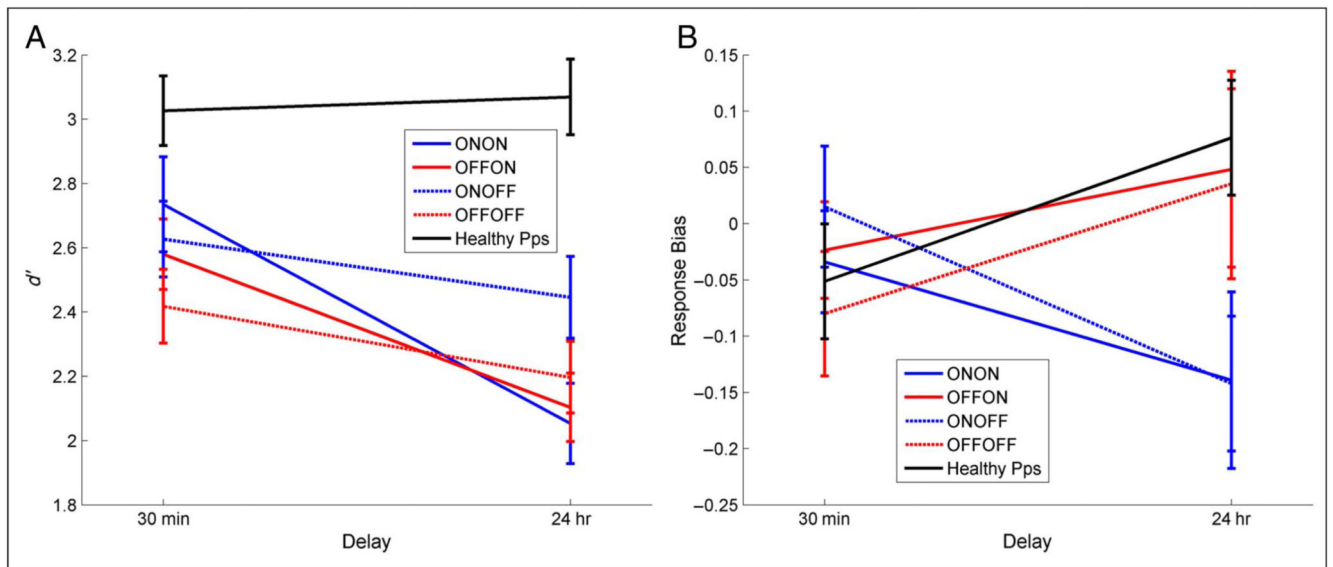 A
3.2
3
2.8
2.6
2.4
2.2
2
1.8
d′
ONON
OFFON
ONOFF
OFFOFF
Healthy Pps
30 min
24 hr
Delay
B
0.15
0.1
0.05
0
–0.05
–0.1
–0.15
–0.2
–0.25
Response Bias
ONON
OFFON
ONOFF
OFFOFF
Healthy Pps
30 min
24 hr
Delay